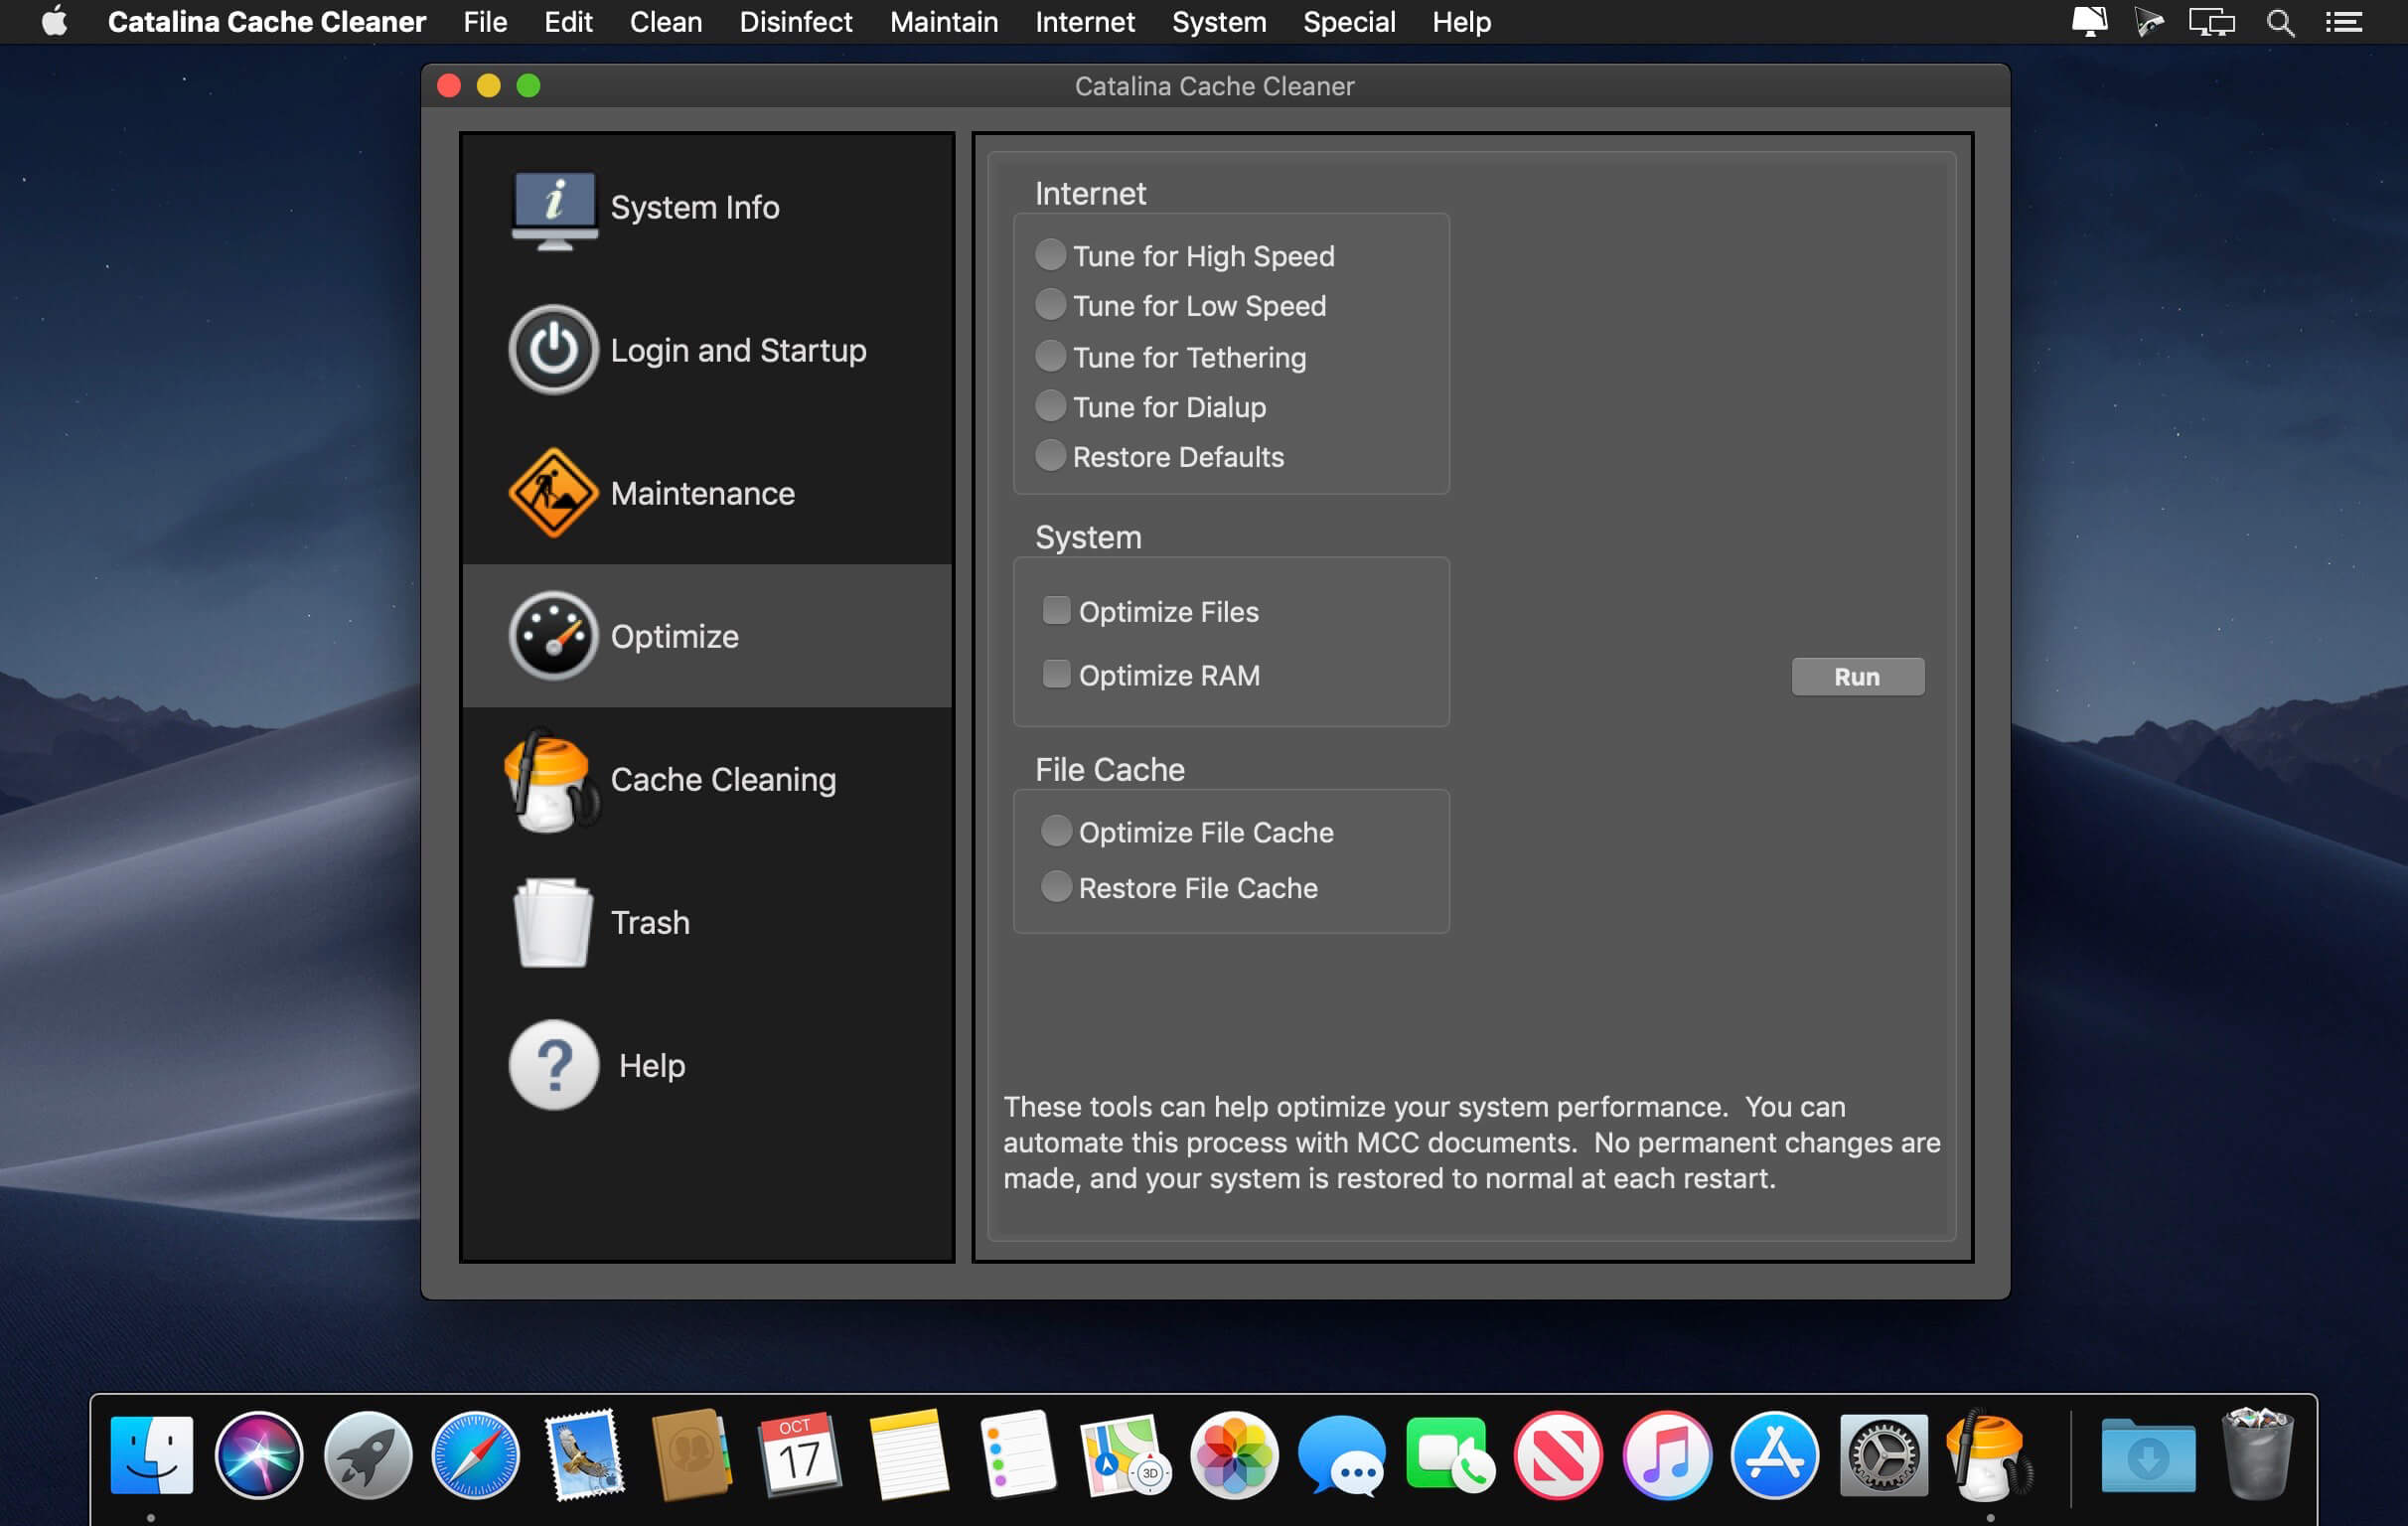 Catalina Cache Cleaner File Edit Clean Disinfect Maintain Internet System Special Help
Catalina Cache Cleaner
System Info
Login and Startup
Maintenance
Optimize
Cache Cleaning
Trash
Help
Internet
Tune for High Speed
Tune for Low Speed
Tune for Tethering
Tune for Dialup
Restore Defaults
System
Optimize Files
Optimize RAM
Run
File Cache
Optimize File Cache
Restore File Cache
These tools can help optimize your system performance.  You can
automate this process with MCC documents.  No permanent changes are
made, and your system is restored to normal at each restart.
OCT
17
3D